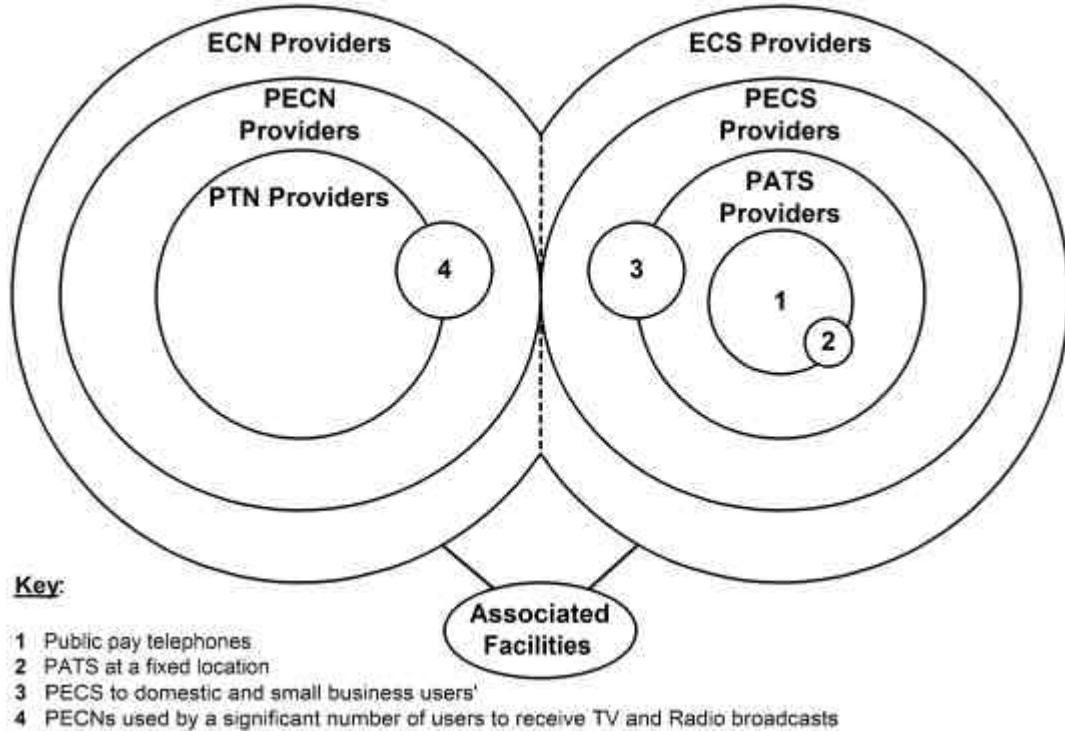 ECN Providers
ECS Providers
PECN
Providers
PECS
Providers
PTN Providers
PATS
Providers
4
3
1
2
Key:
Associated
Facilities
1 Public pay telephones
2 PATS at a fixed location
3 PECS to domestic and small business users'
4 PECNs used by a significant number of users to receive TV and Radio broadcasts